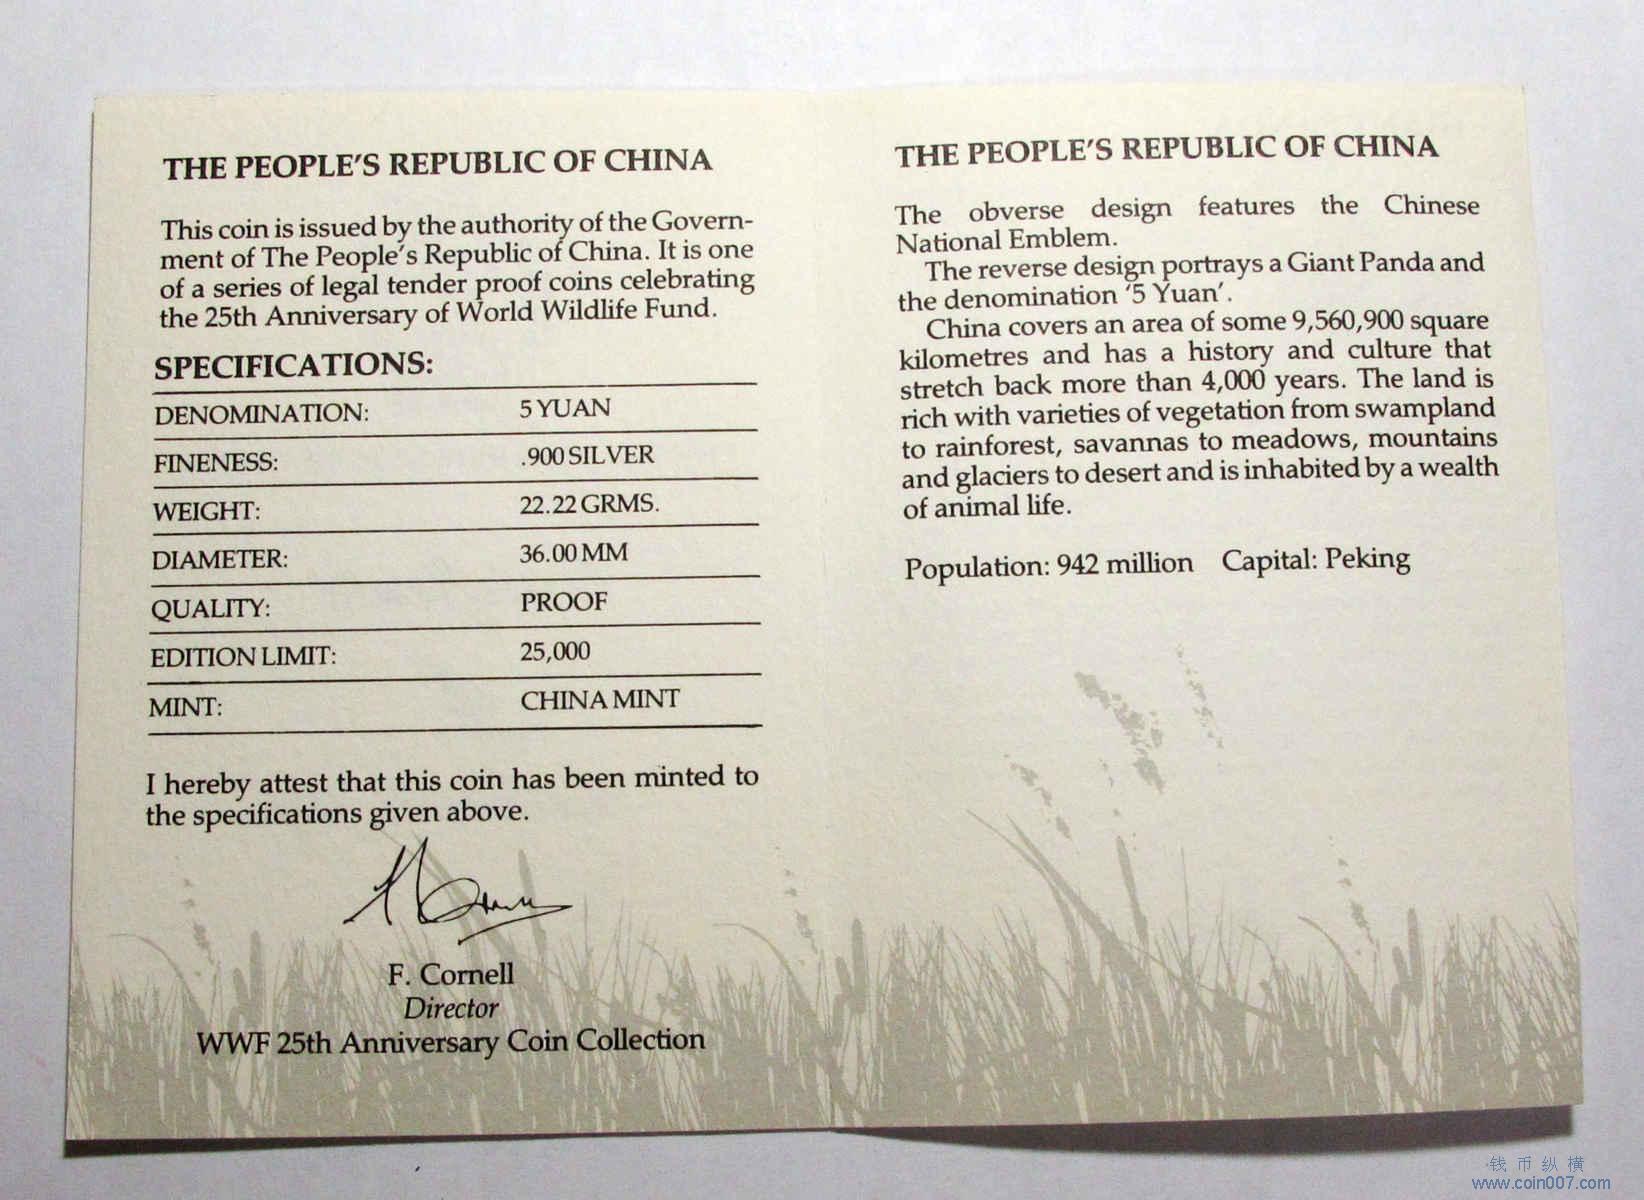 THE PEOPLE'S REPUBLIC OF CHINA
This coin is issued by the authority of the Govern-
ment of The People's Republic of China. It is one
of a series of legal tender proof coins celebrating
the 25th Anniversary of World Wildlife Fund.
SPECIFICATIONS:
DENOMINATION: 5 YUAN
FINENESS: .900 SILVER
WEIGHT: 22.22 GRMS.
DIAMETER: 36.00 MM
QUALITY: PROOF
EDITION LIMIT: 25,000
MINT: CHINA MINT
I hereby attest that this coin has been minted to
the specifications given above.
F. Cornell
Director
WWF 25th Anniversary Coin Collection
THE PEOPLE'S REPUBLIC OF CHINA
The obverse design features the Chinese
National Emblem.
The reverse design portrays a Giant Panda and
the denomination '5 Yuan'.
China covers an area of some 9,560,900 square
kilometres and has a history and culture that
stretch back more than 4,000 years. The land is
rich with varieties of vegetation from swampland
to rainforest, savannas to meadows, mountains
and glaciers to desert and is inhabited by a wealth
of animal life.
Population: 942 million Capital: Peking
钱币纵横
www.coin007.com